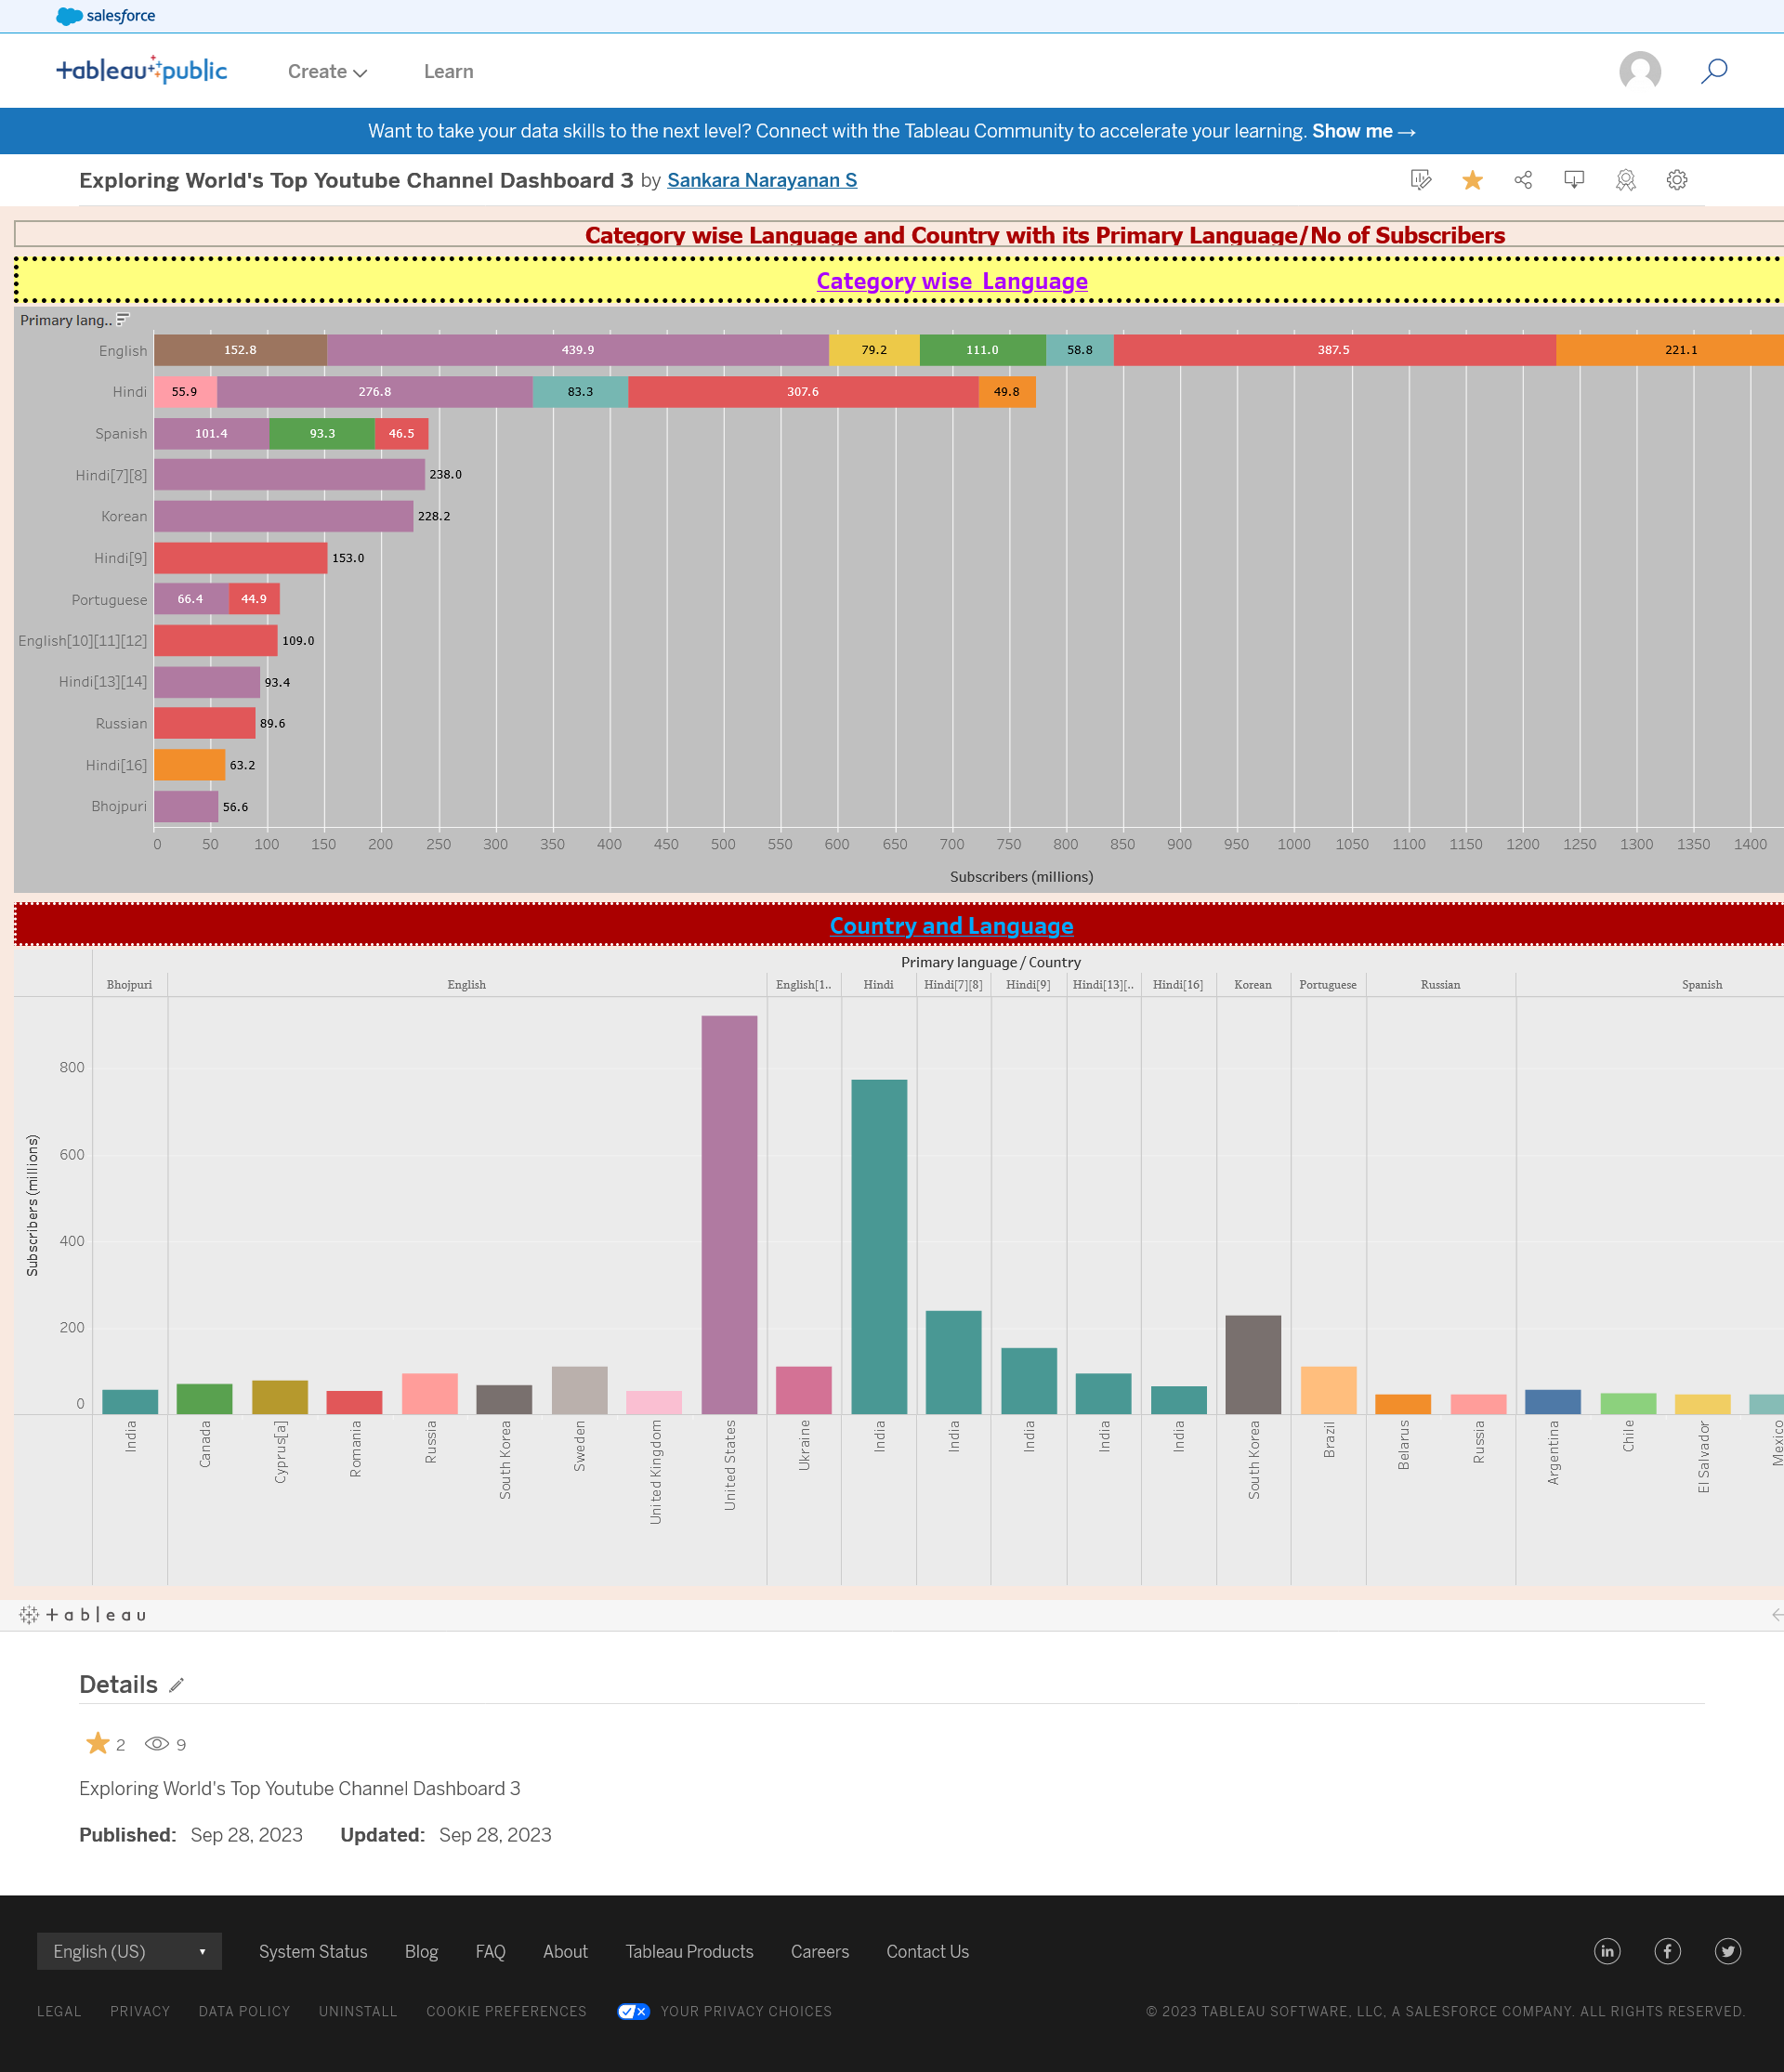 salesforce
+ableau+public
Create
Learn
Want to take your data skills to the next level? Connect with the Tableau Community to accelerate your learning. Show me →
Exploring World's Top Youtube Channel Dashboard 3 by Sankara Narayanan S
Category wise Language and Country with its Primary Language/No of Subscribers
Category wise Language
Primary lang..
English 152.8 439.9 79.2 111.0 58.8 387.5 221.1
Hindi 55.9 276.8 83.3 307.6 49.8
Spanish 101.4 93.3 46.5
Hindi[7][8] 238.0
Korean 228.2
Hindi[9] 153.0
Portuguese 66.4 44.9
English[10][11][12] 109.0
Hindi[13][14] 93.4
Russian 89.6
Hindi[16] 63.2
Bhojpuri 56.6
0 50 100 150 200 250 300 350 400 450 500 550 600 650 700 750 800 850 900 950 1000 1050 1100 1150 1200 1250 1300 1350 1400
Subscribers (millions)
Country and Language
Primary language / Country
Bhojpuri English English[1.. Hindi Hindi[7][8] Hindi[9] Hindi[13][.. Hindi[16] Korean Portuguese Russian Spanish
Subscribers (millions)
800
600
400
200
0
India Canada Cyprus[a] Romania Russia South Korea Sweden United Kingdom United States Ukraine India India India India India South Korea Brazil Belarus Russia Argentina Chile El Salvador Mexico
+ableau
Details
2 9
Exploring World's Top Youtube Channel Dashboard 3
Published: Sep 28, 2023 Updated: Sep 28, 2023
English (US) System Status Blog FAQ About Tableau Products Careers Contact Us
LEGAL PRIVACY DATA POLICY UNINSTALL COOKIE PREFERENCES YOUR PRIVACY CHOICES © 2023 TABLEAU SOFTWARE, LLC, A SALESFORCE COMPANY. ALL RIGHTS RESERVED.